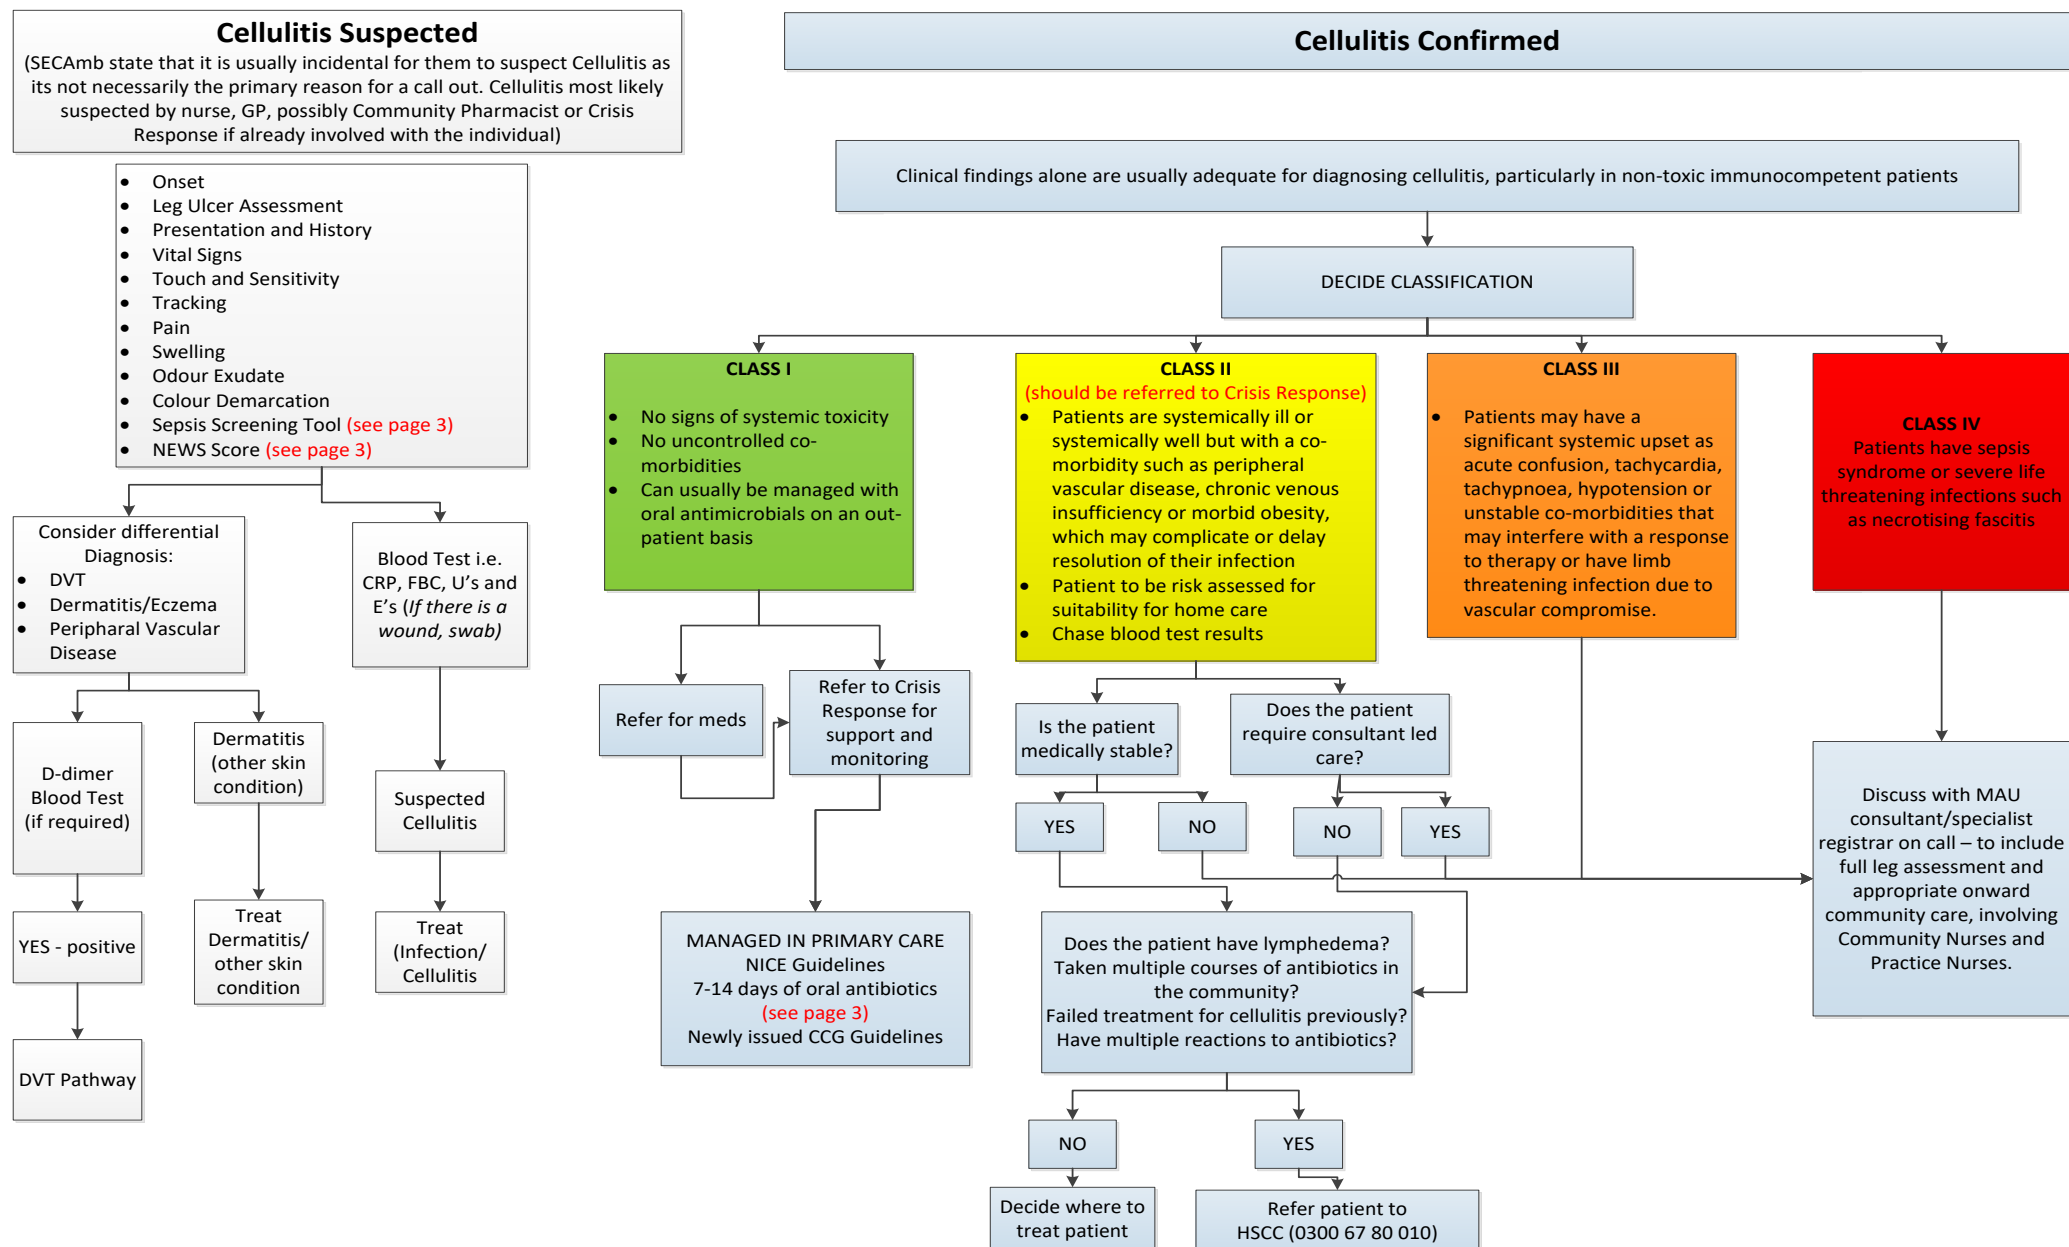 Cellulitis Suspected
(SECAmb state that it is usually incidental for them to suspect Cellulitis as
its not necessarily the primary reason for a call out. Cellulitis most likely
suspected by nurse, GP, possibly Community Pharmacist or Crisis
Response if already involved with the individual)
• Onset
• Leg Ulcer Assessment
• Presentation and History
• Vital Signs
• Touch and Sensitivity
• Tracking
• Pain
• Swelling
• Odour Exudate
• Colour Demarcation
• Sepsis Screening Tool (see page 3)
• NEWS Score (see page 3)
Consider differential
Diagnosis:
• DVT
• Dermatitis/Eczema
• Peripharal Vascular
Disease
Blood Test i.e.
CRP, FBC, U’s and
E’s (If there is a
wound, swab)
D-dimer
Blood Test
(if required)
Dermatitis
(other skin
condition)
Suspected
Cellulitis
YES - positive
Treat
Dermatitis/
other skin
condition
Treat
(Infection/
Cellulitis
DVT Pathway
Cellulitis Confirmed
Clinical findings alone are usually adequate for diagnosing cellulitis, particularly in non-toxic immunocompetent patients
DECIDE CLASSIFICATION
CLASS I
• No signs of systemic toxicity
• No uncontrolled co-
morbidities
• Can usually be managed with
oral antimicrobials on an out-
patient basis
CLASS II
(should be referred to Crisis Response)
• Patients are systemically ill or
systemically well but with a co-
morbidity such as peripheral
vascular disease, chronic venous
insufficiency or morbid obesity,
which may complicate or delay
resolution of their infection
• Patient to be risk assessed for
suitability for home care
• Chase blood test results
CLASS III
• Patients may have a
significant systemic upset as
acute confusion, tachycardia,
tachypnoea, hypotension or
unstable co-morbidities that
may interfere with a response
to therapy or have limb
threatening infection due to
vascular compromise.
CLASS IV
Patients have sepsis
syndrome or severe life
threatening infections such
as necrotising fascitis
Refer for meds
Refer to Crisis
Response for
support and
monitoring
MANAGED IN PRIMARY CARE
NICE Guidelines
7-14 days of oral antibiotics
(see page 3)
Newly issued CCG Guidelines
Is the patient
medically stable?
Does the patient
require consultant led
care?
YES
NO
NO
YES
Does the patient have lymphedema?
Taken multiple courses of antibiotics in
the community?
Failed treatment for cellulitis previously?
Have multiple reactions to antibiotics?
NO
YES
Decide where to
treat patient
Refer patient to
HSCC (0300 67 80 010)
Discuss with MAU
consultant/specialist
registrar on call – to include
full leg assessment and
appropriate onward
community care, involving
Community Nurses and
Practice Nurses.